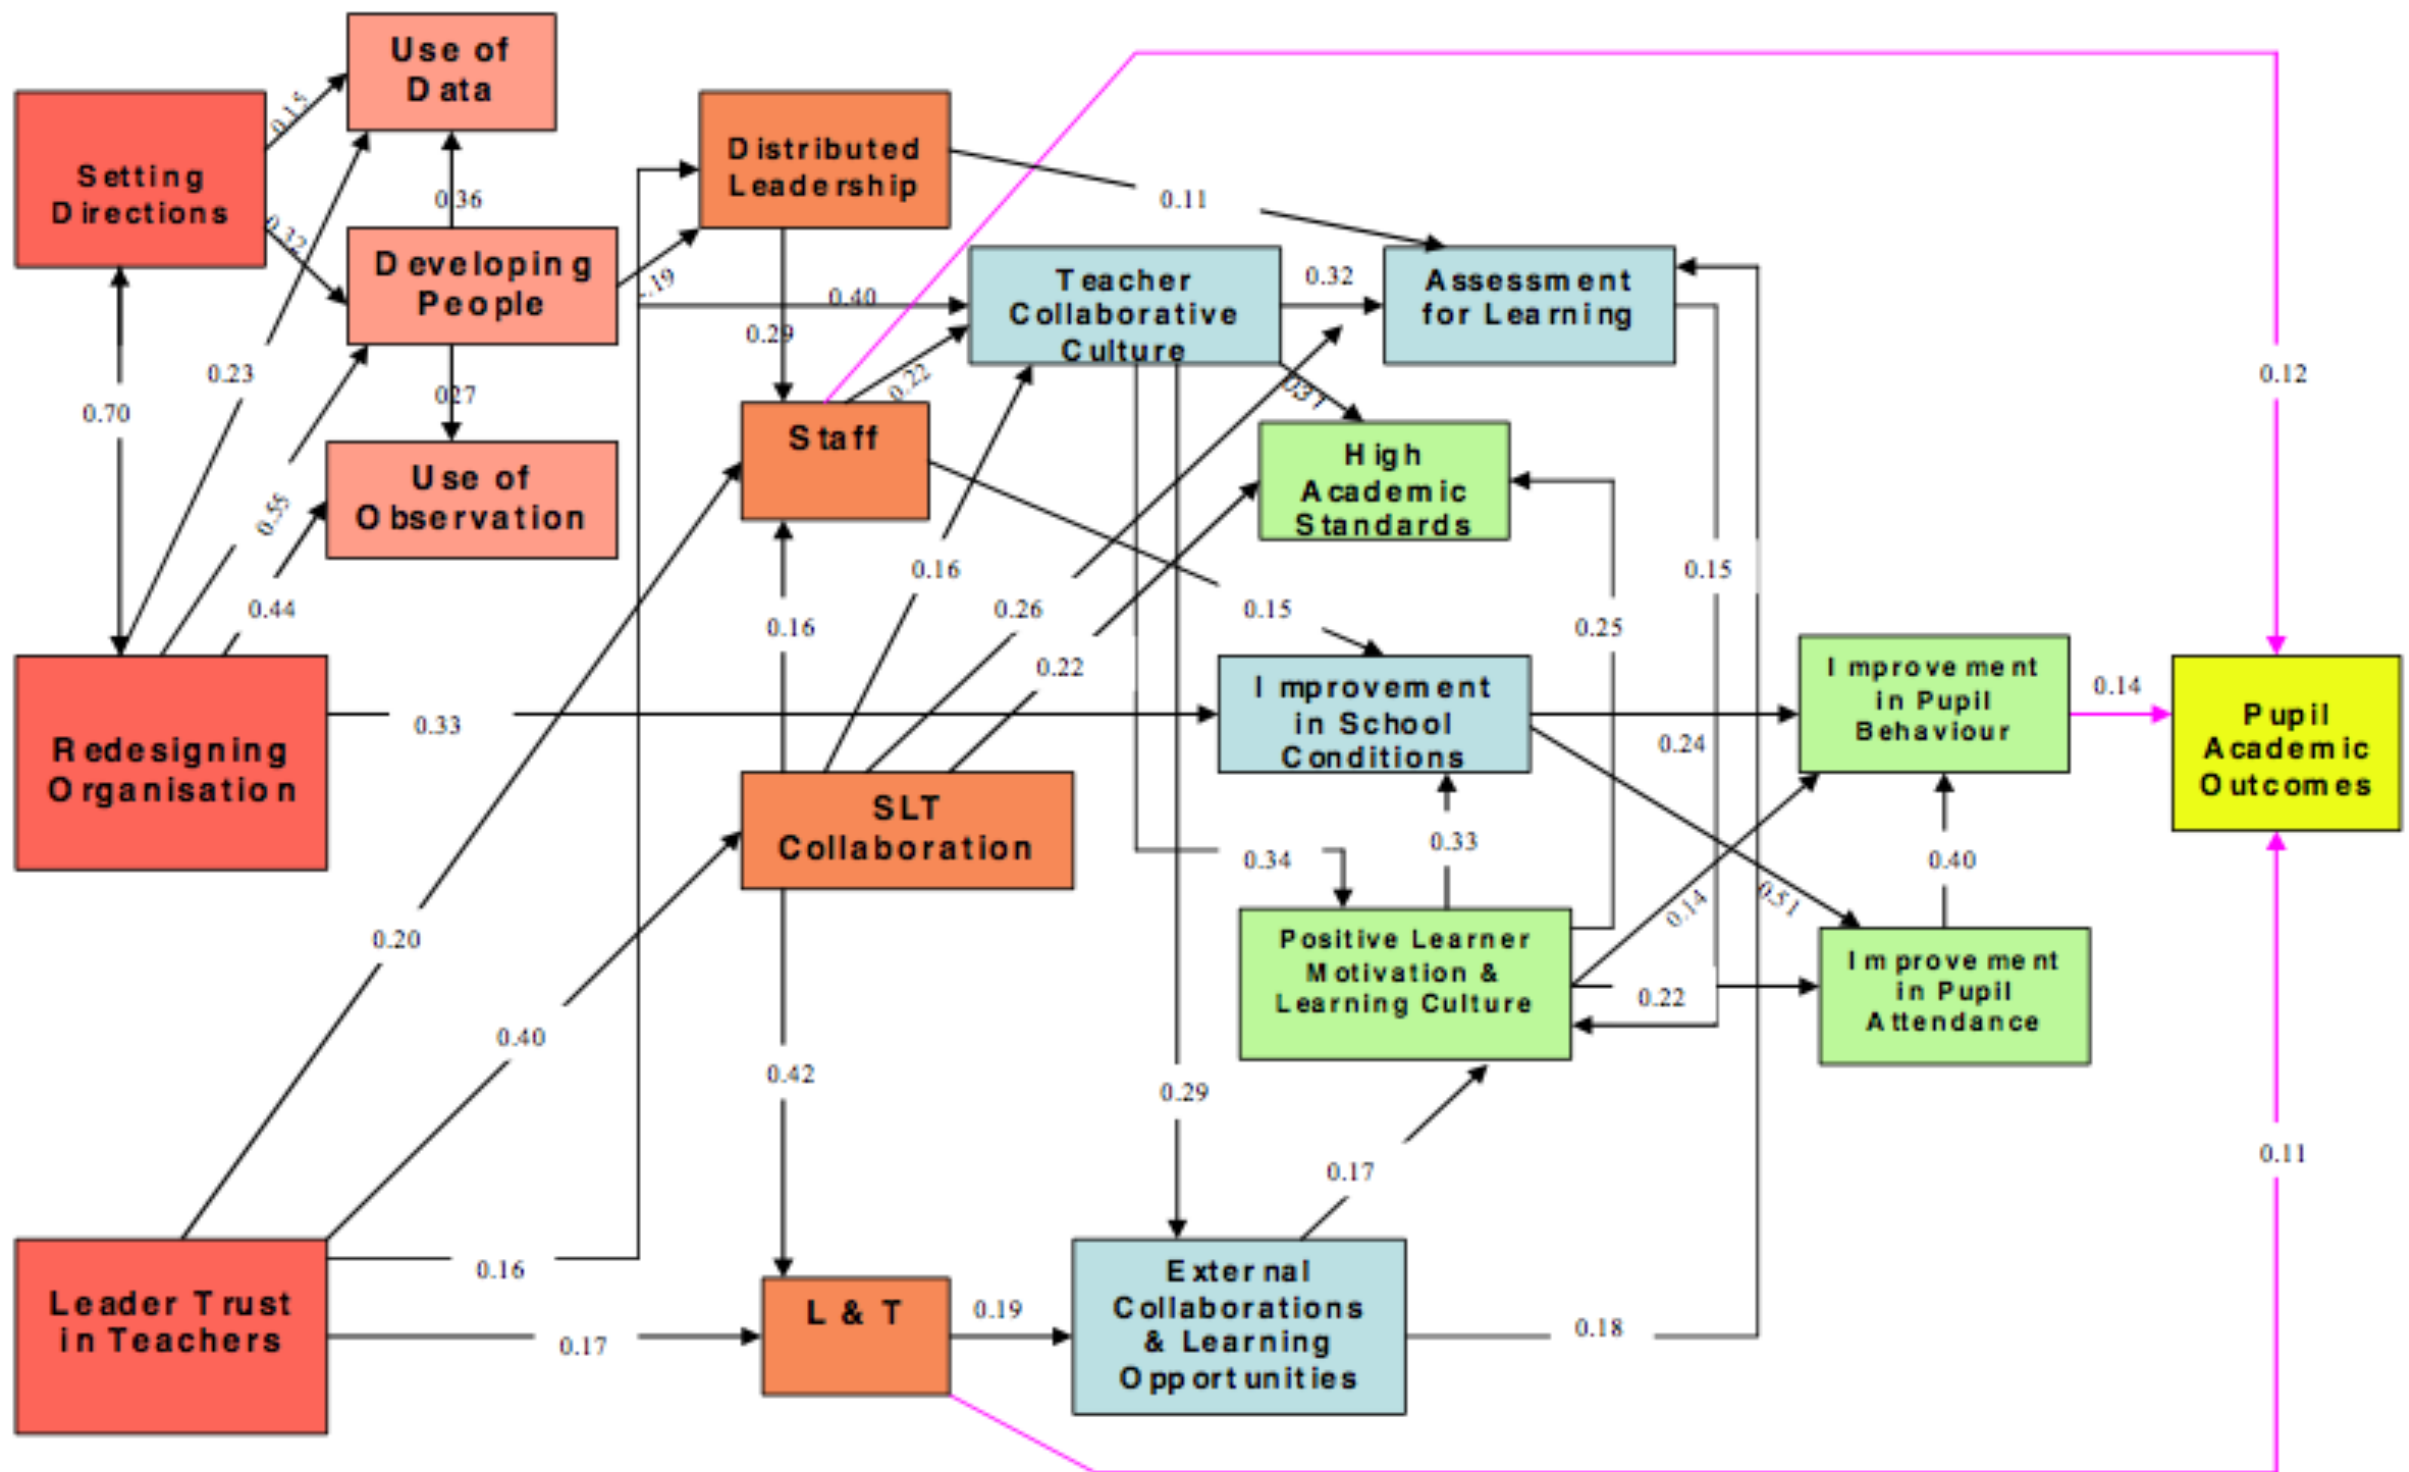 Use of
Data
0.15
Setting
Directions
0.36
0.32
Developing
People
0.23
0.70
Use of
Observation
0.55
0.44
Distributed
Leadership
0.11
0.40
0.29
Teacher
Collaborative
Culture
0.32
Assessment
for Learning
0.12
0.22
Staff
High
Academic
Standards
0.16
0.16
0.26
0.15
0.15
0.25
0.22
Redesigning
Organisation
0.33
Improvement
in School
Conditions
0.24
Improvement
in Pupil
Behaviour
0.14
Pupil
Academic
Outcomes
SLT
Collaboration
0.34
0.33
0.40
0.14
0.51
0.20
0.40
Positive Learner
Motivation &
Learning Culture
0.22
Improvement
in Pupil
Attendance
0.42
0.29
0.17
0.11
Leader Trust
in Teachers
0.16
0.17
L & T
0.19
External
Collaborations
& Learning
Opportunities
0.18